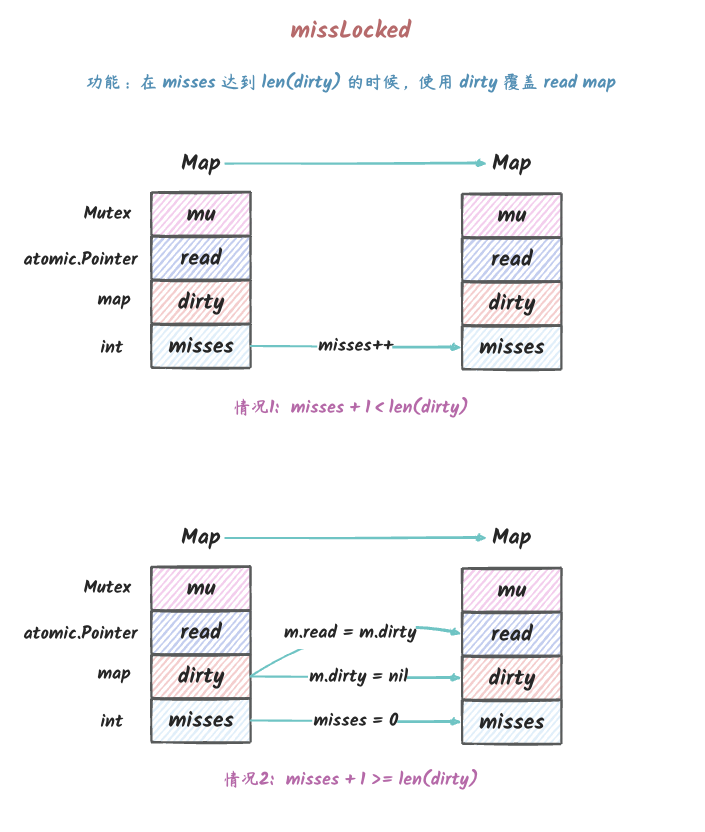 missLocked
功能：在 misses 达到 len(dirty) 的时候，使用 dirty 覆盖 read map
Map Map
Mutex mu mu
atomic.Pointer read read
map dirty dirty
int misses misses++ misses
情况1: misses + 1 < len(dirty)
Map Map
Mutex mu mu
atomic.Pointer read m.read = m.dirty read
map dirty m.dirty = nil dirty
int misses misses = 0 misses
情况2: misses + 1 >= len(dirty)